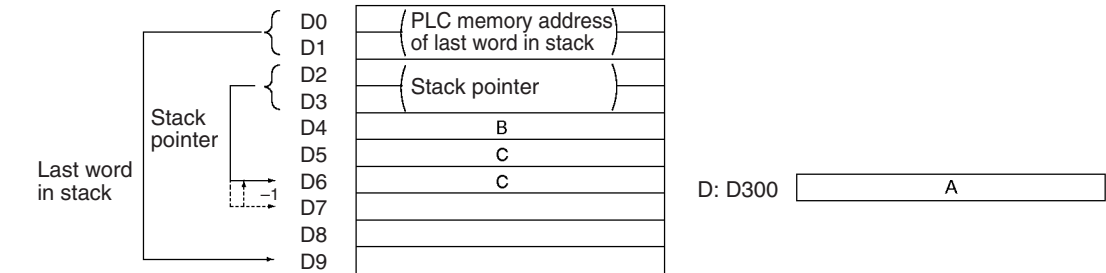 D0 (PLC memory address
D1 of last word in stack)
D2
(Stack pointer)
D3
Stack
pointer
D4 B
D5 C
Last word
in stack
D6 C
−1
D7
D: D300 A
D8
D9